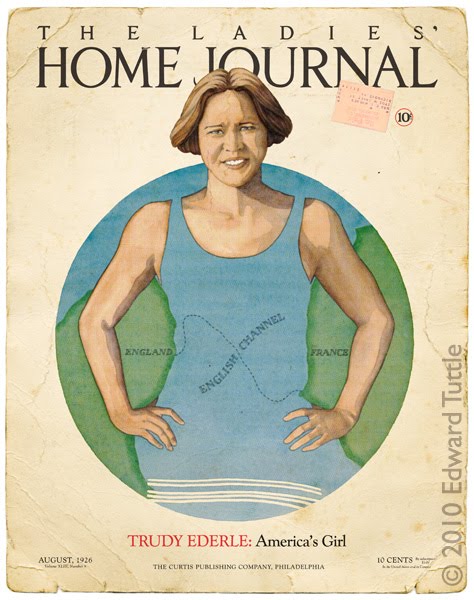 THE LADIES'
HOME JOURNAL
10¢
ENGLAND
ENGLISH CHANNEL
FRANCE
TRUDY EDERLE: America's Girl
AUGUST, 1926
10 CENTS
THE CURTIS PUBLISHING COMPANY, PHILADELPHIA
© 2010 Edward Tuttle